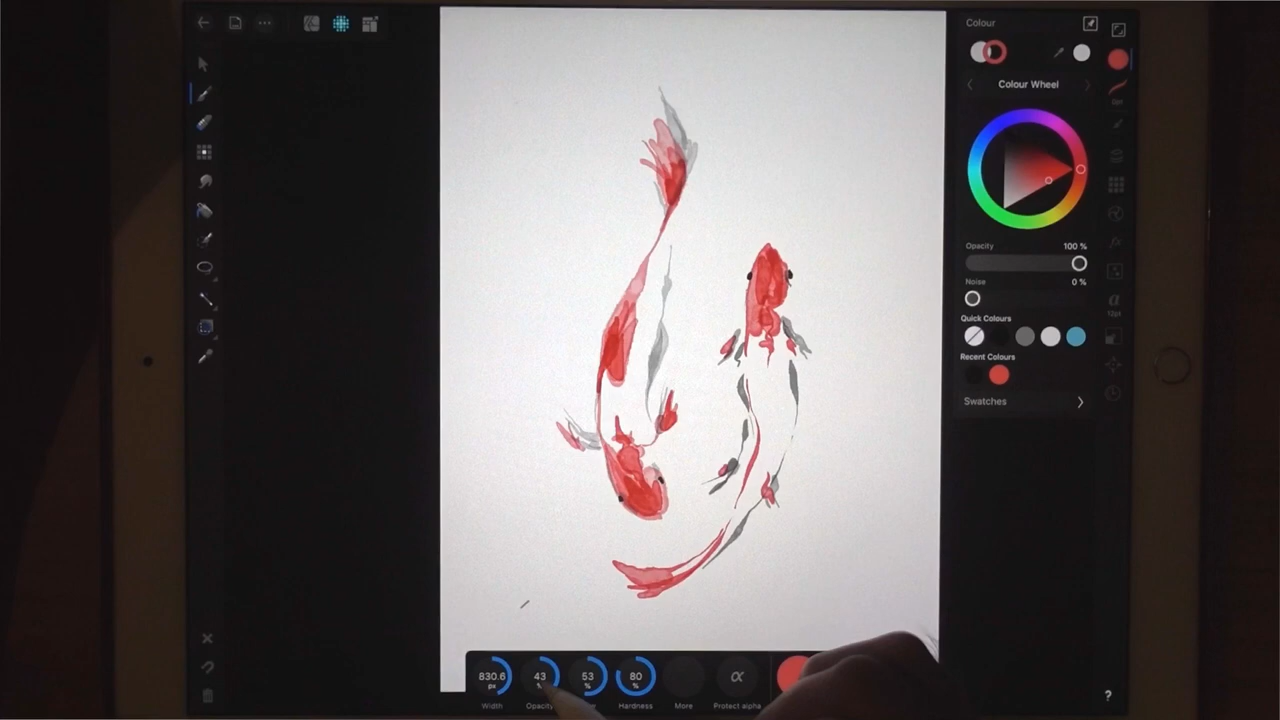 Colour
Colour Wheel
Opacity
100 %
Noise
0 %
Quick Colours
Recent Colours
Swatches
830.6
px
Width
43
%
Opacity
53
%
80
%
Hardness
More
α
Protect alpha
?